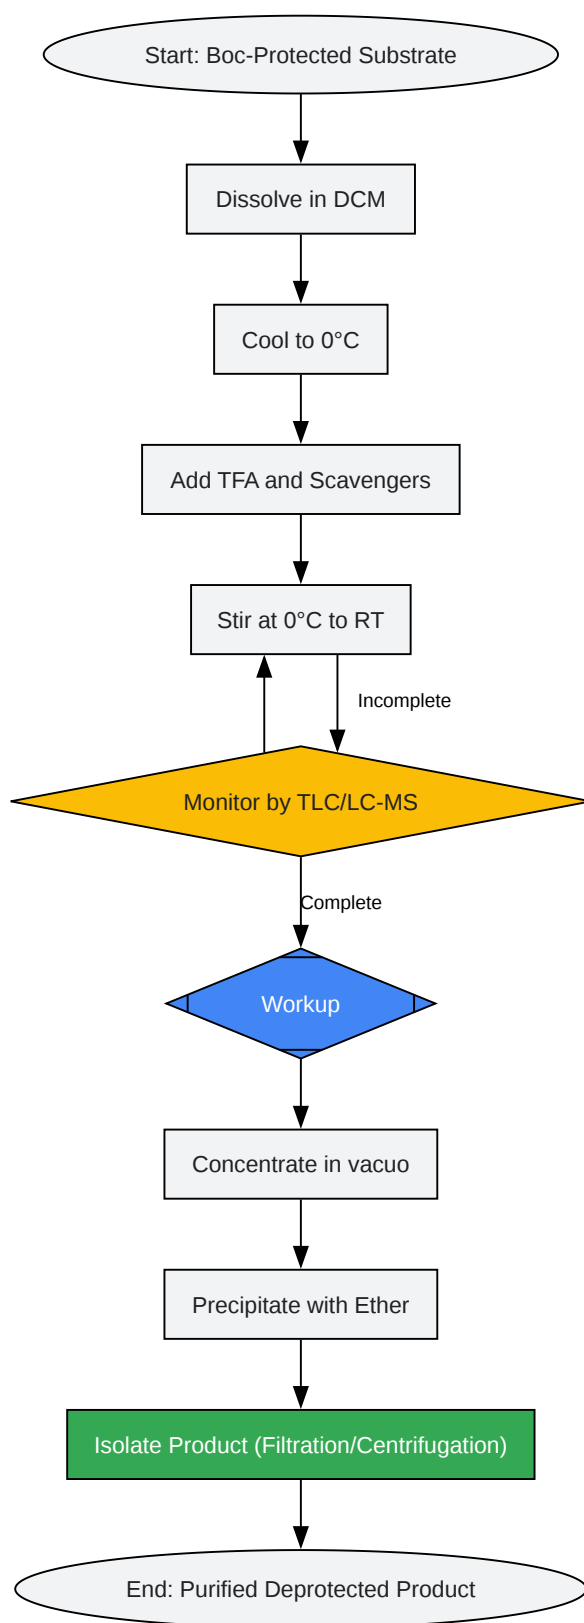 Start: Boc-Protected Substrate
Dissolve in DCM
Cool to 0°C
Add TFA and Scavengers
Stir at 0°C to RT
Incomplete
Monitor by TLC/LC-MS
Complete
Workup
Concentrate in vacuo
Precipitate with Ether
Isolate Product (Filtration/Centrifugation)
End: Purified Deprotected Product